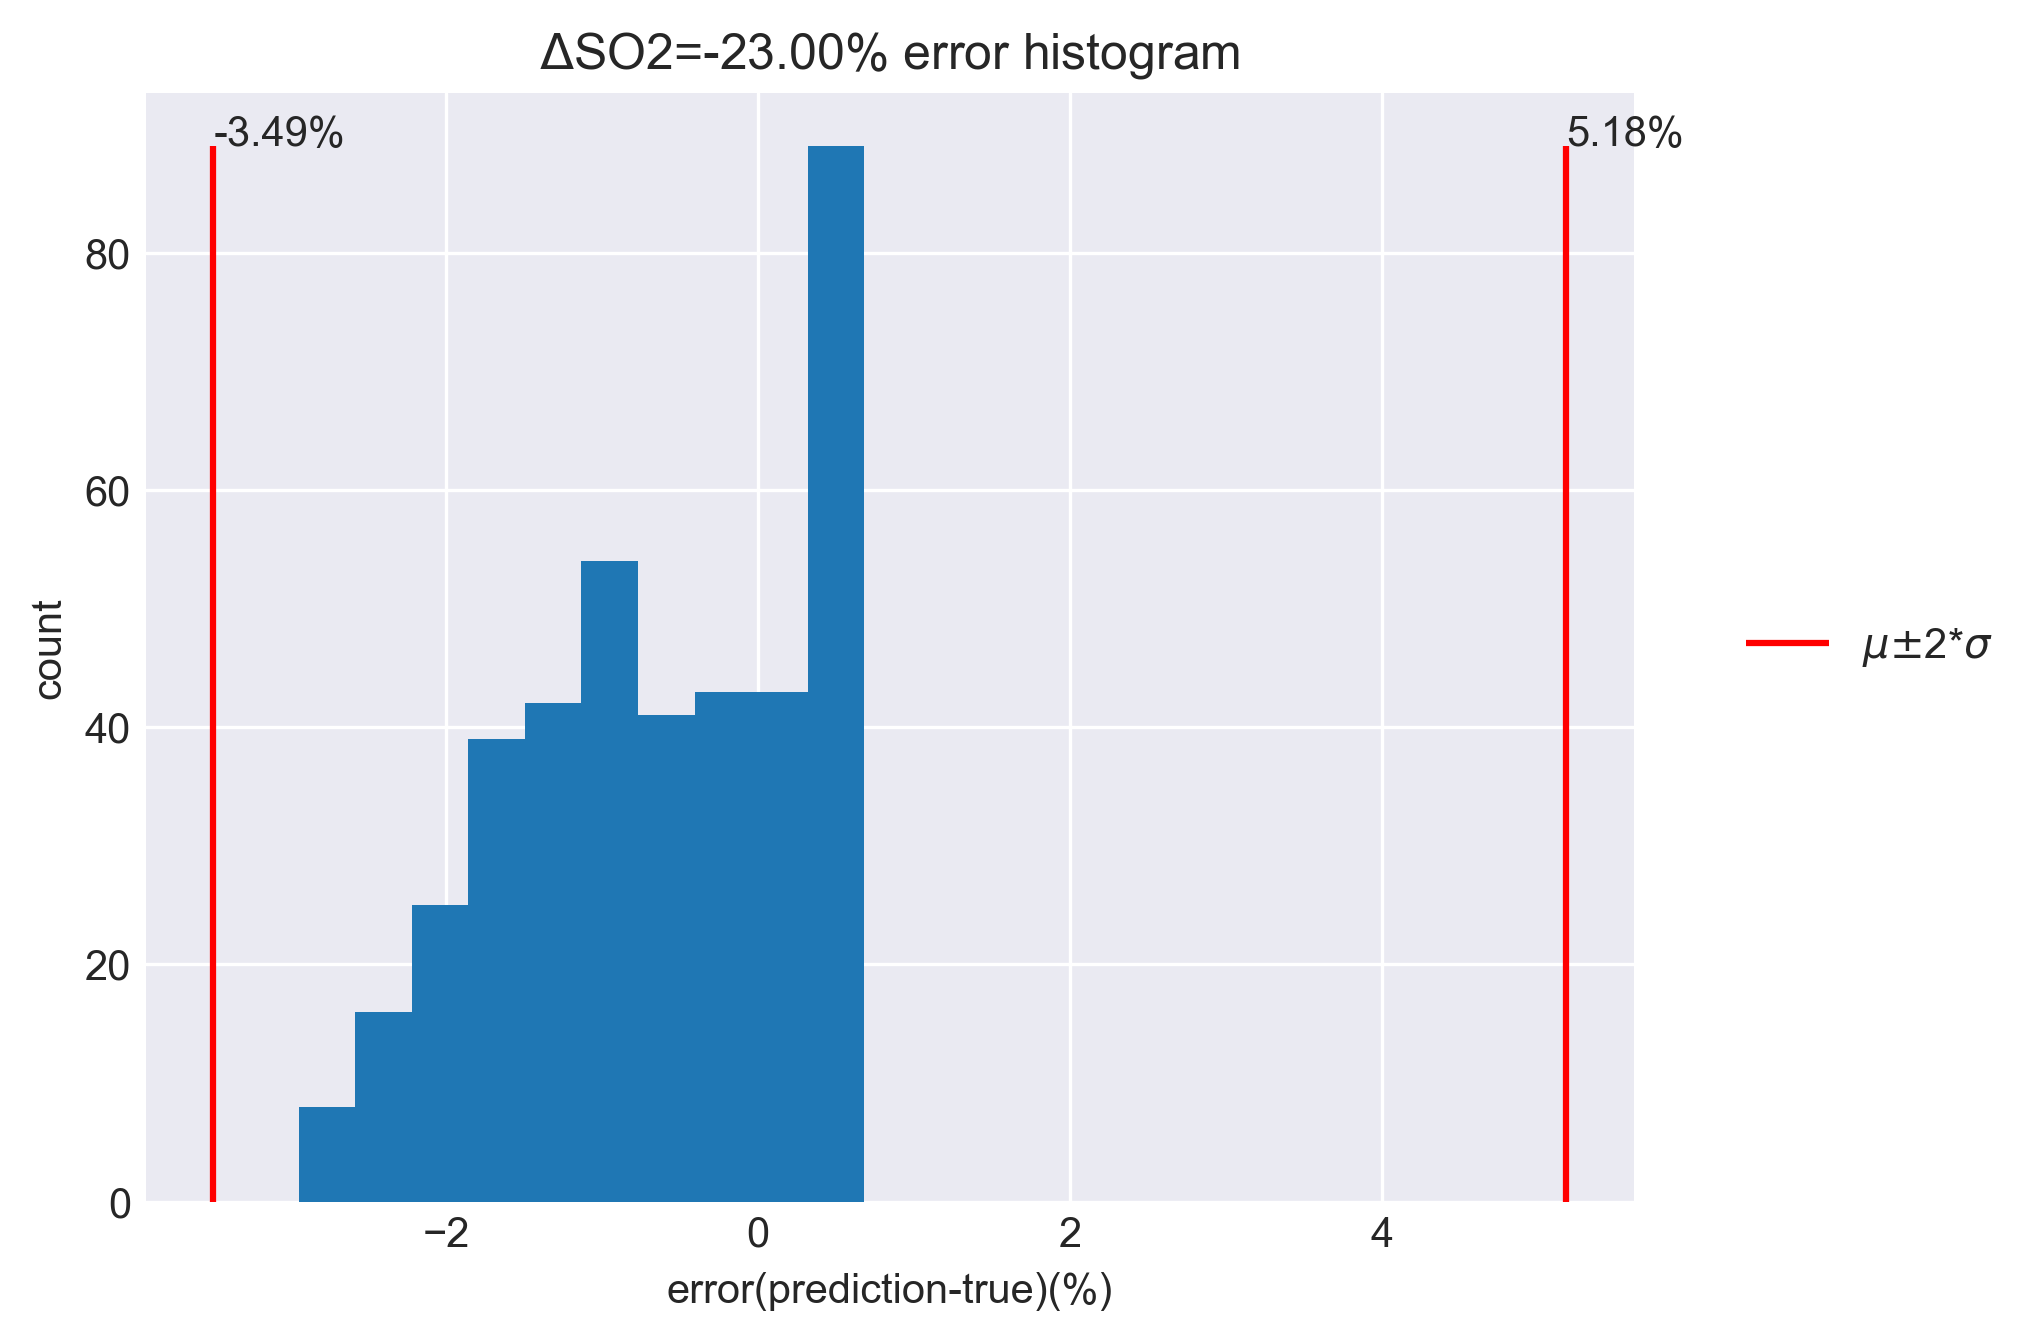 ΔSO2=-23.00% error histogram
-3.49%
5.18%
80
60
40
20
0
count
−2
0
2
4
error(prediction-true)(%)
μ±2*σ